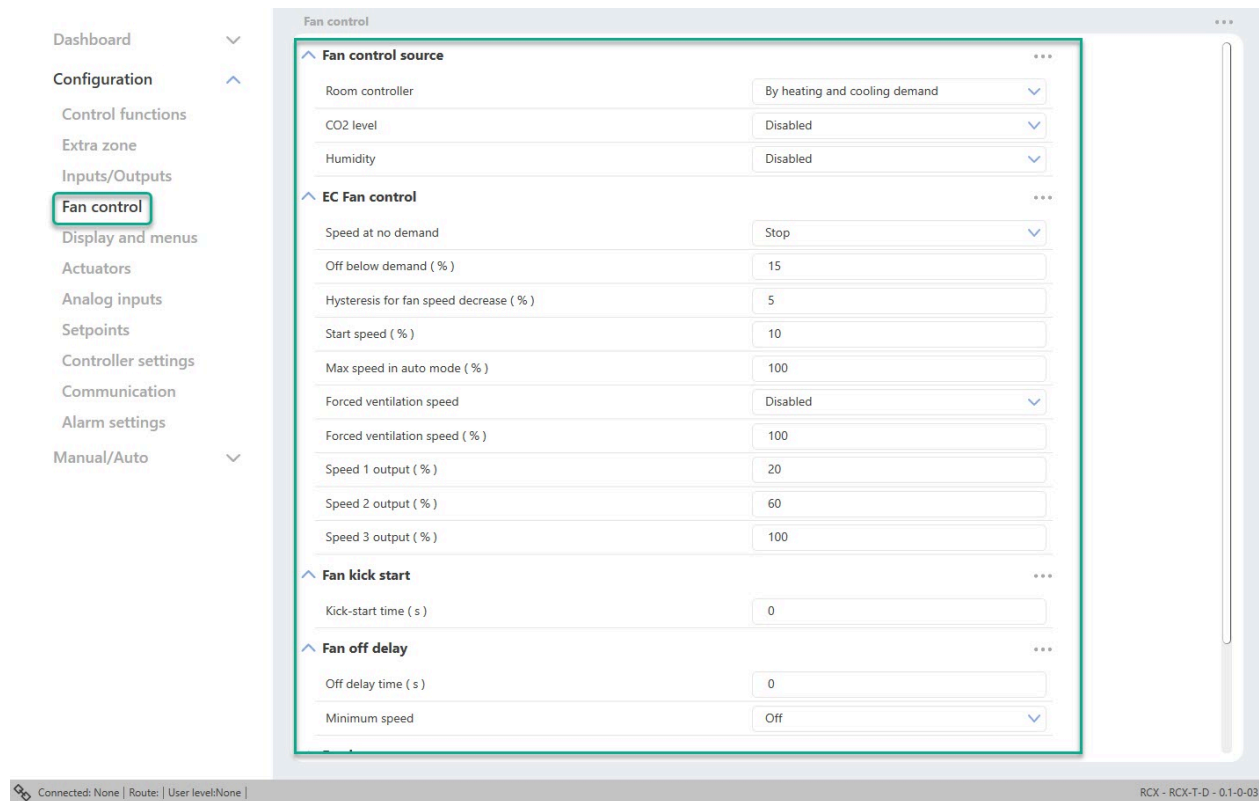 Fan control
Dashboard
Configuration
Control functions
Extra zone
Inputs/Outputs
Fan control
Display and menus
Actuators
Analog inputs
Setpoints
Controller settings
Communication
Alarm settings
Manual/Auto
Fan control source
Room controller By heating and cooling demand
CO2 level Disabled
Humidity Disabled
EC Fan control
Speed at no demand Stop
Off below demand ( % ) 15
Hysteresis for fan speed decrease ( % ) 5
Start speed ( % ) 10
Max speed in auto mode ( % ) 100
Forced ventilation speed Disabled
Forced ventilation speed ( % ) 100
Speed 1 output ( % ) 20
Speed 2 output ( % ) 60
Speed 3 output ( % ) 100
Fan kick start
Kick-start time ( s ) 0
Fan off delay
Off delay time ( s ) 0
Minimum speed Off
Connected: None | Route: | User level:None | RCX - RCX-T-D - 0.1-0-03